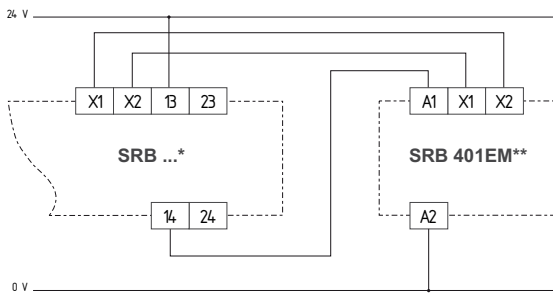 24 V
X1 X2 13 23
A1 X1 X2
SRB ...*
SRB 401EM**
14 24
A2
0 V